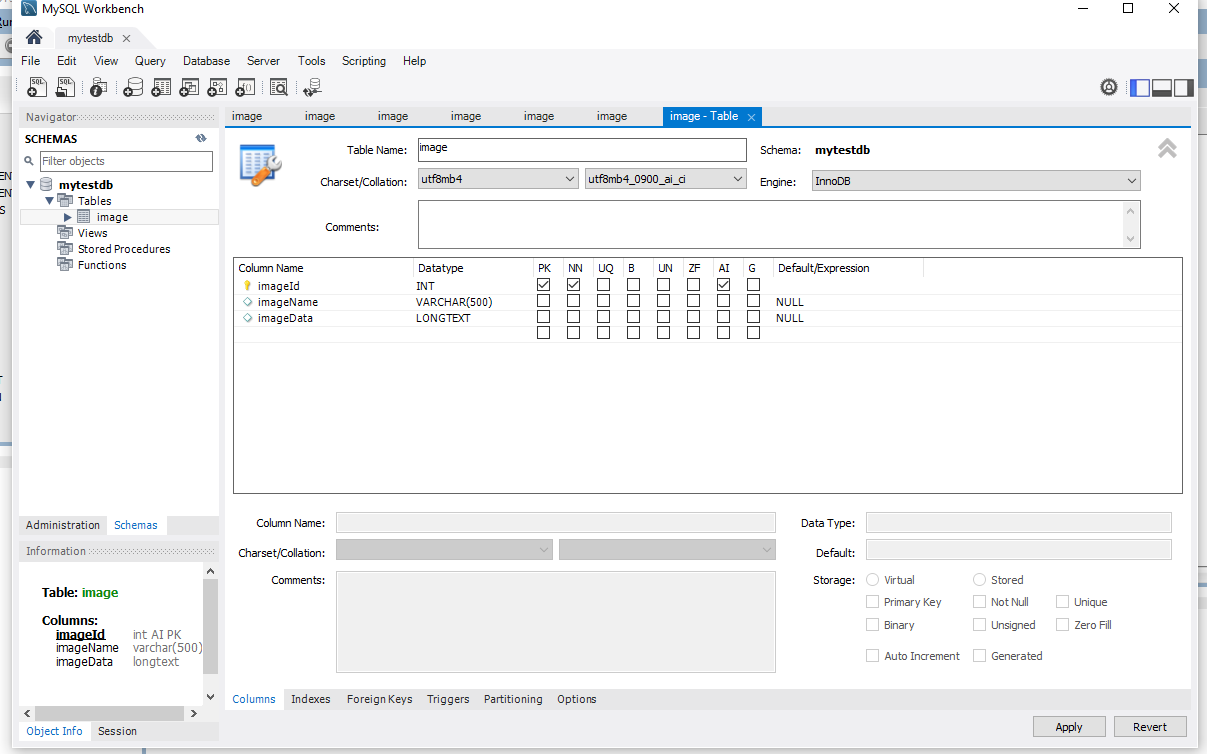 MySQL Workbench
mytestdb
File Edit View Query Database Server Tools Scripting Help
Navigator
SCHEMAS
Filter objects
mytestdb
Tables
image
Views
Stored Procedures
Functions
Administration Schemas
Information
Table: image
Columns:
imageId int AI PK
imageName varchar(500)
imageData longtext
Object Info Session
image image image image image image image - Table
Table Name: image Schema: mytestdb
Charset/Collation: utf8mb4 utf8mb4_0900_ai_ci Engine: InnoDB
Comments:
Column Name Datatype PK NN UQ B UN ZF AI G Default/Expression
imageId INT
imageName VARCHAR(500) NULL
imageData LONGTEXT NULL
Column Name: Data Type:
Charset/Collation: Default:
Comments: Storage: Virtual Stored
Primary Key Not Null Unique
Binary Unsigned Zero Fill
Auto Increment Generated
Columns Indexes Foreign Keys Triggers Partitioning Options
Apply Revert